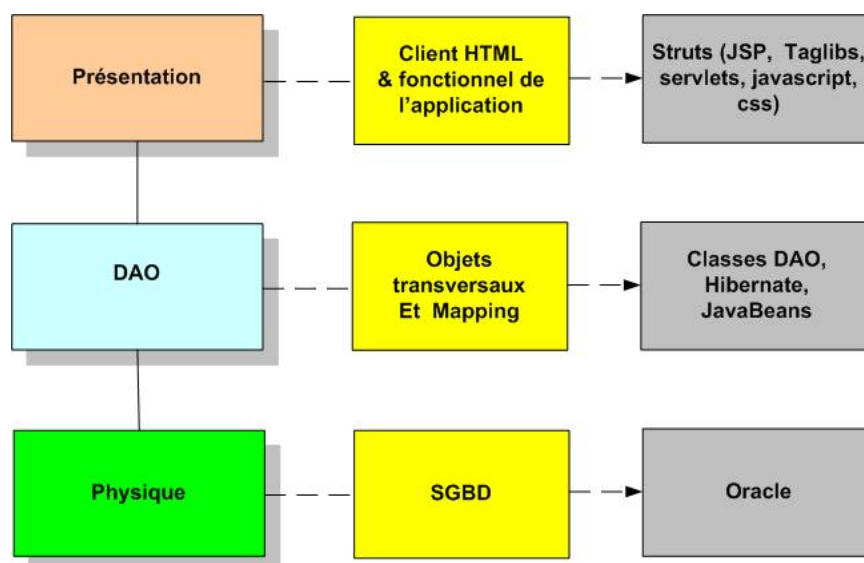 Présentation
Client HTML
& fonctionnel de
l'application
Struts (JSP, Taglibs,
servlets, javascript,
css)
DAO
Objets
transversaux
Et Mapping
Classes DAO,
Hibernate,
JavaBeans
Physique
SGBD
Oracle